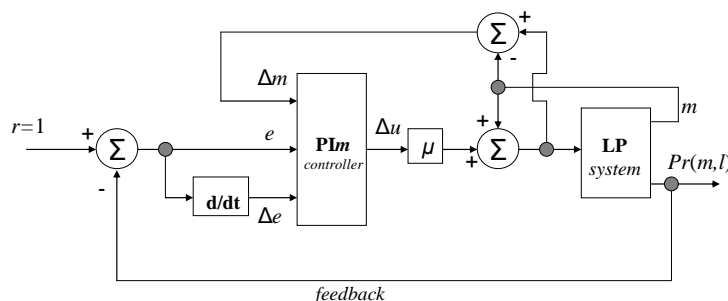 +
Σ
-
Δm
r=1
+
Σ
-
e
PIm
controller
Δu
μ
+
+
Σ
LP
system
m
Pr(m,l)
d/dt
Δe
feedback